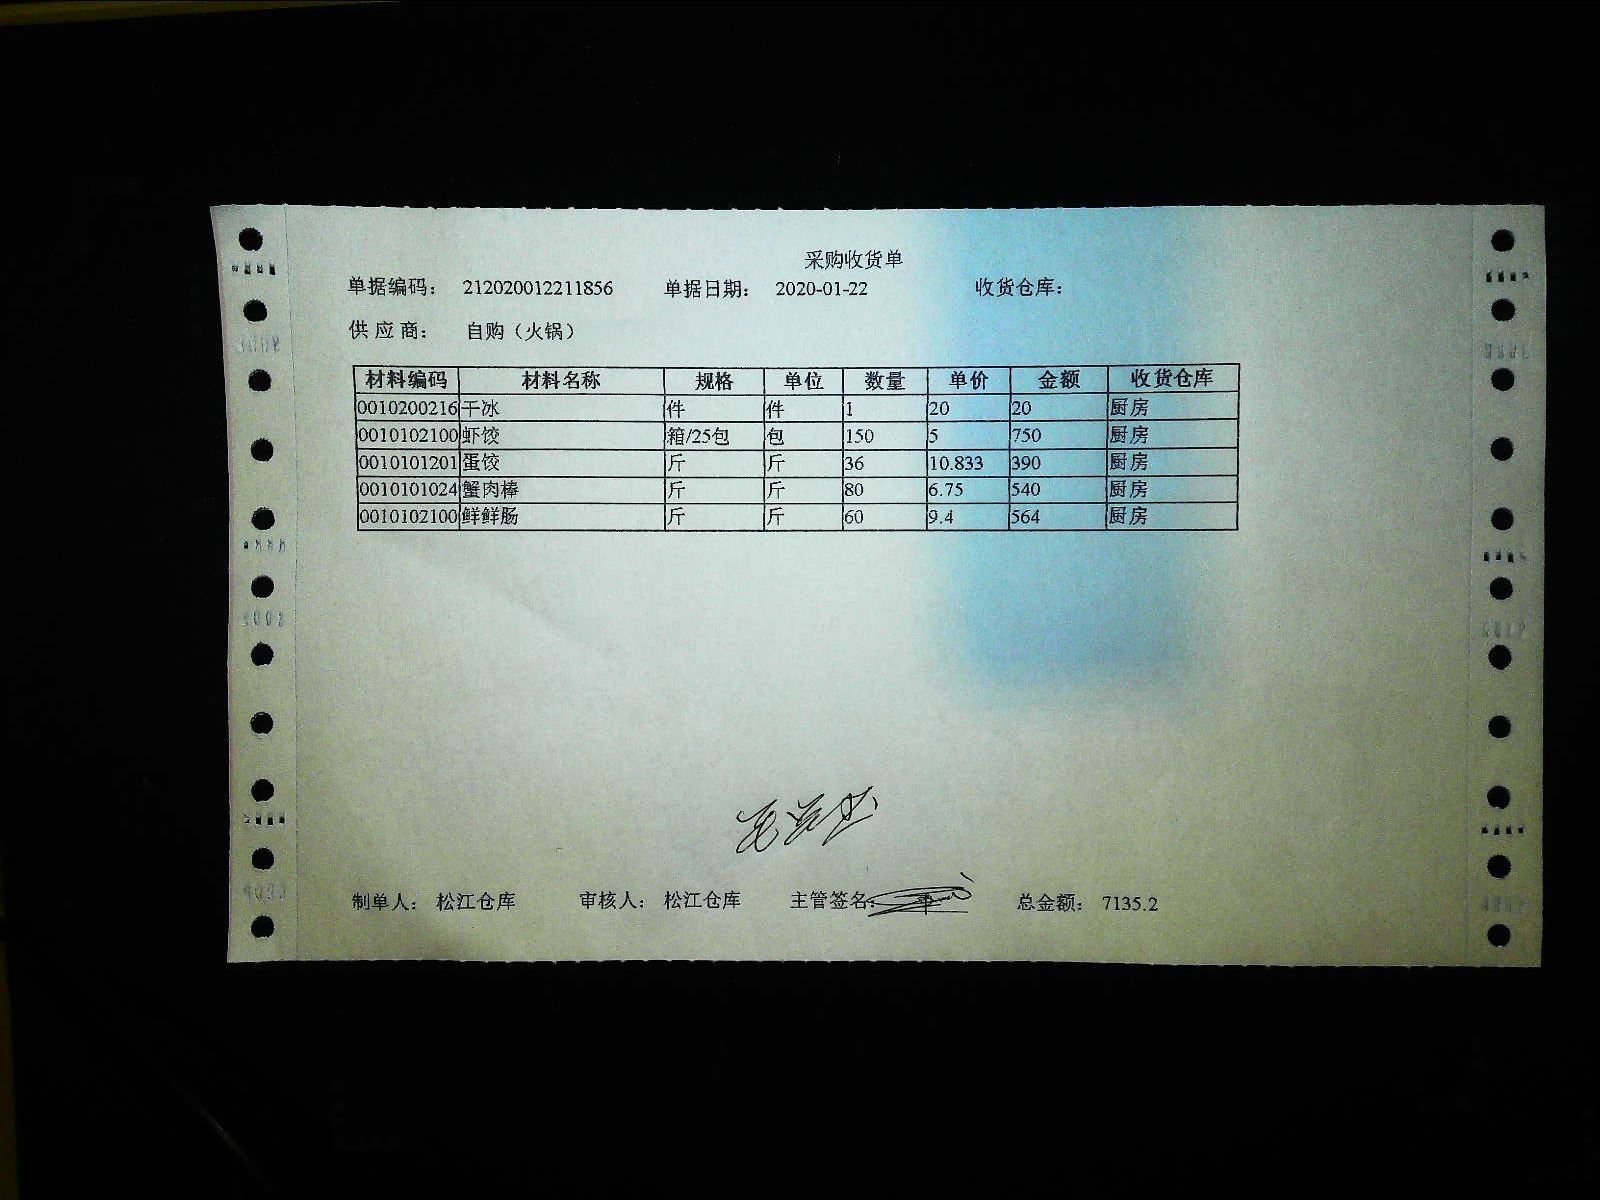 采购收货单
单据编码： 212020012211856 单据日期： 2020-01-22 收货仓库：
供 应 商： 自购（火锅）
材料编码 材料名称 规格 单位 数量 单价 金额 收货仓库
0010200216 干冰 件 件 1 20 20 厨房
0010102100 虾饺 箱/25包 包 150 5 750 厨房
0010101201 蛋饺 斤 斤 36 10.833 390 厨房
0010101024 蟹肉棒 斤 斤 80 6.75 540 厨房
0010102100 鲜鲜肠 斤 斤 60 9.4 564 厨房
制单人： 松江仓库 审核人： 松江仓库 主管签名： 总金额： 7135.2